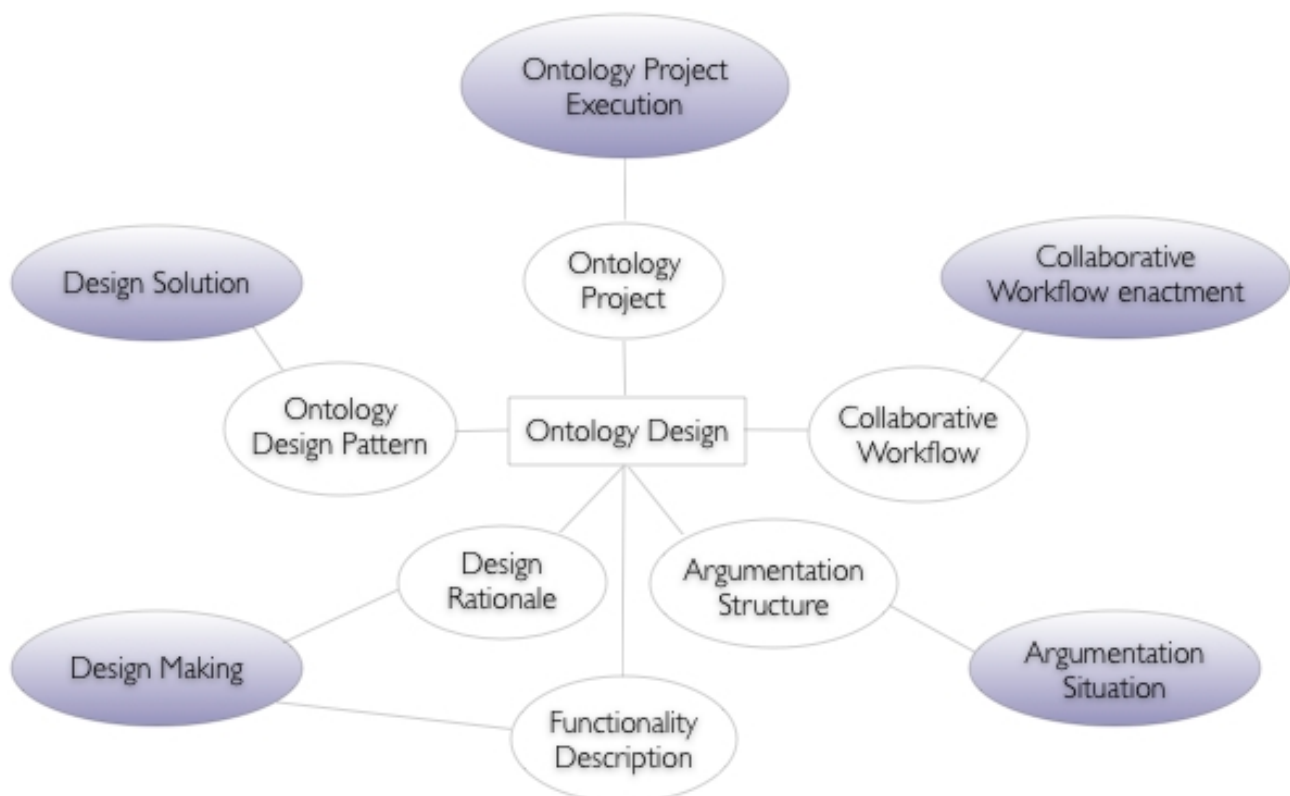 Ontology Project
Execution
Ontology
Project
Design Solution
Collaborative
Workflow enactment
Ontology
Design Pattern
Ontology Design
Collaborative
Workflow
Design
Rationale
Argumentation
Structure
Design Making
Argumentation
Situation
Functionality
Description